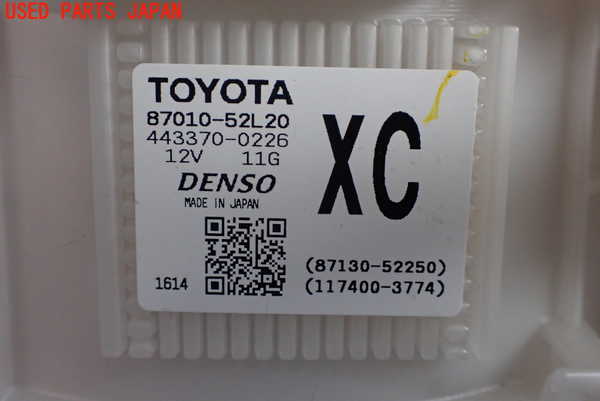 USED PARTS JAPAN
TOYOTA
87010-52L20
443370-0226
12V 11G
DENSO
MADE IN JAPAN
XC
1614
(87130-52250)
(117400-3774)